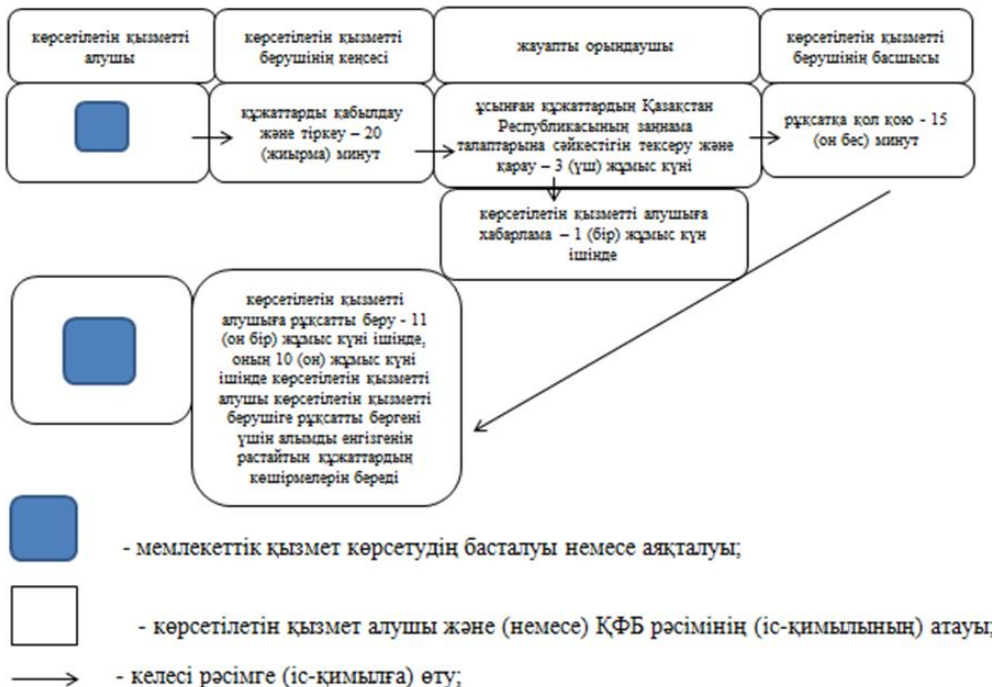 көрсетілетін қызметті
алушы
көрсетілетін қызметті
берушінің кеңсесі
жауапты орындаушы
көрсетілетін қызметті
берушінің басшысы
құжаттарды қабылдау
және тіркеу – 20
(жиырма) минут
ұсынған құжаттардың Қазақстан
Республикасының заңнама
талаптарына сәйкестігін тексеру және
қарау – 3 (үш) жұмыс күні
рұқсатқа қол қою - 15
(он бес) минут
көрсетілетін қызметті алушыға
хабарлама – 1 (бір) жұмыс күн
ішінде
көрсетілетін қызметті
алушыға рұқсатты беру - 11
(он бір) жұмыс күні ішінде,
оның 10 (он) жұмыс күні
ішінде көрсетілетін қызметті
алушы көрсетілетін қызметті
берушіге рұқсатты бергені
үшін алымды енгізгенін
растайтын құжаттардың
көшірмелерін береді
- мемлекеттік қызмет көрсетудің басталуы немесе аяқталуы;
- көрсетілетін қызмет алушы және (немесе) ҚФБ рәсімінің (іс-қимылының) атауы;
- келесі рәсімге (іс-қимылға) өту;